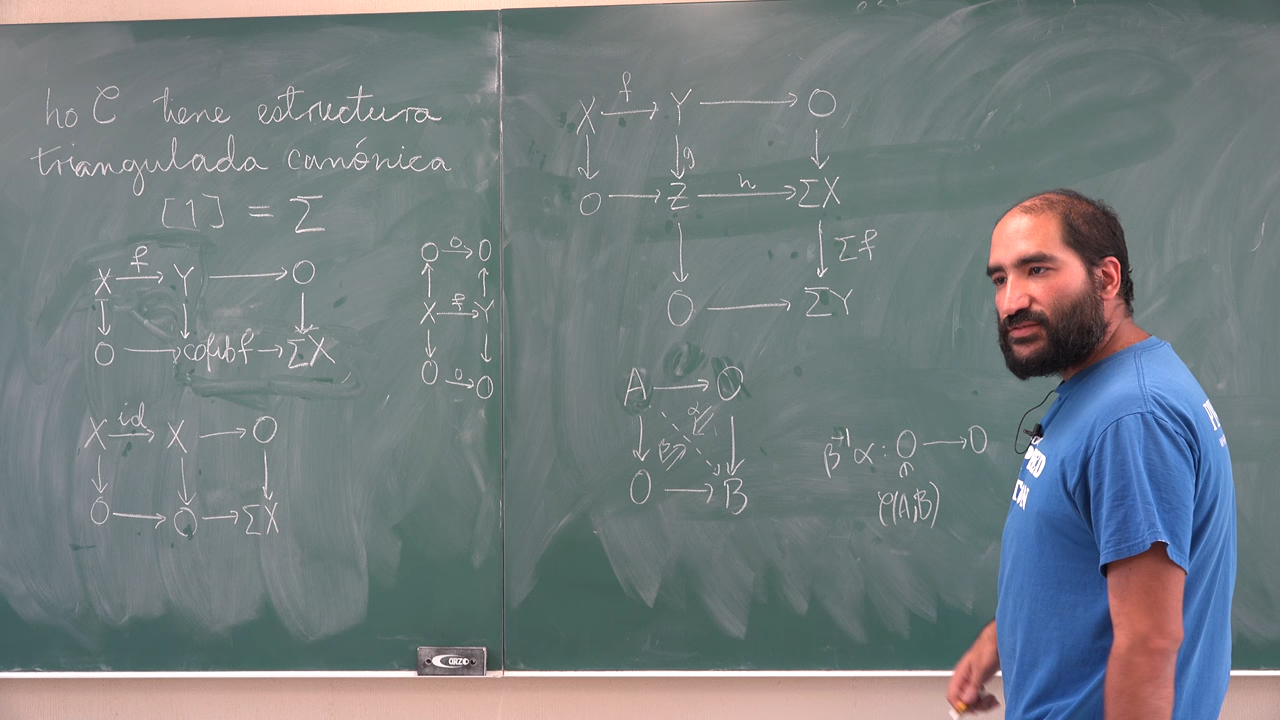 ho C tiene estructura
triangulada canónica
[1] = Σ
X f Y 0
0 cofib f ΣX
0 0 0
X f Y
0 0 0
X id X 0
0 0 ΣX
X f Y 0
g
0 Z h ΣX
Σf
0 ΣY
A 0
α
β
0 B
β⁻¹α : 0 → 0
C(A,B)
ORZO